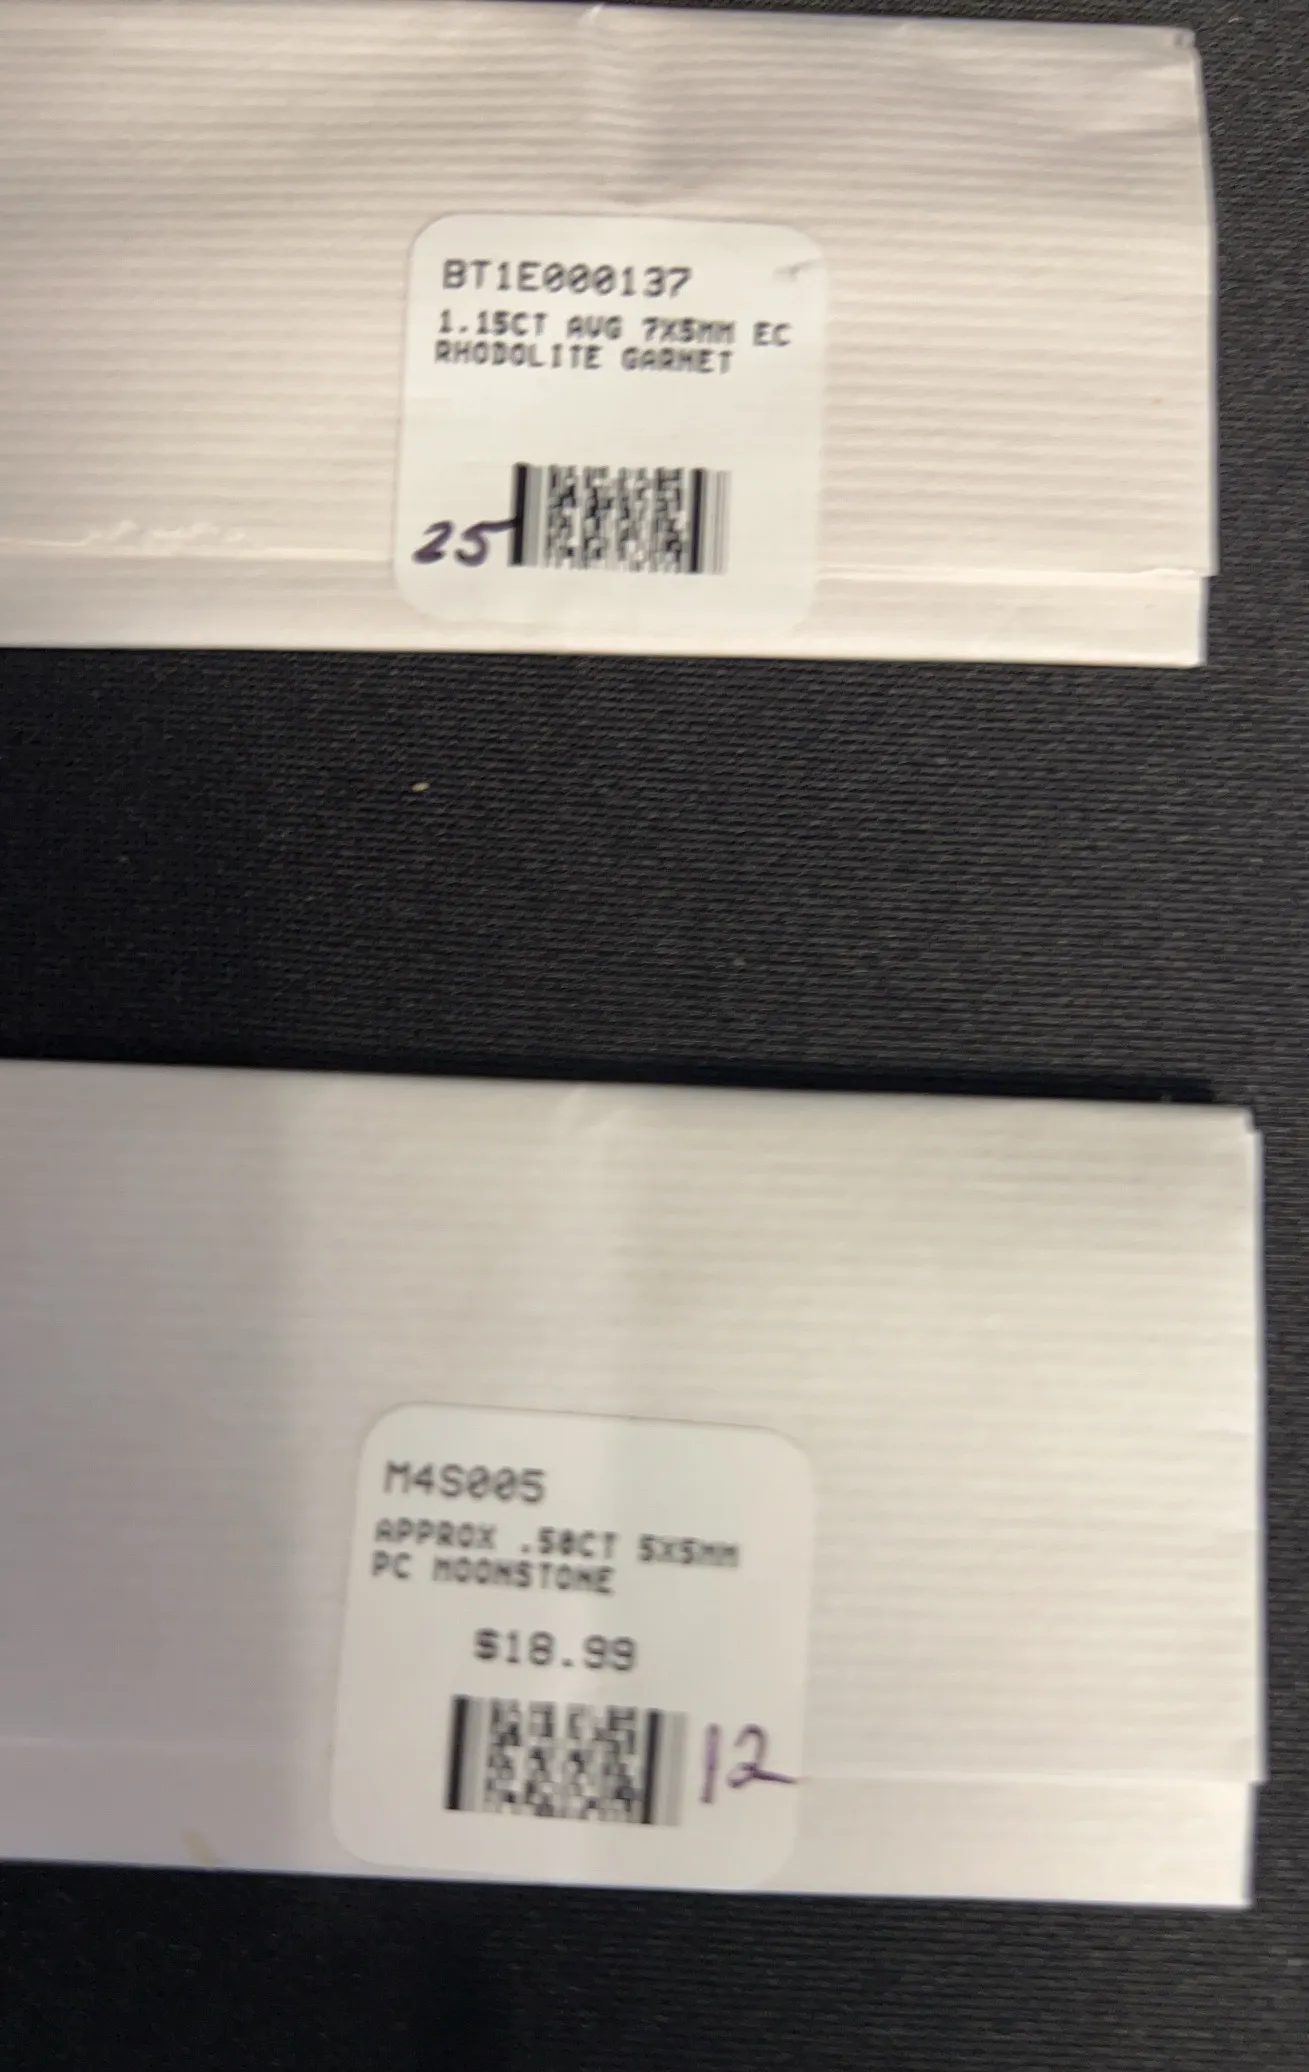 BT1E000137
1.15CT AVG 7X5MM EC
RHODOLITE GARNET
25
M4S005
APPROX .50CT 5X5MM
PC MOONSTONE
$18.99
12